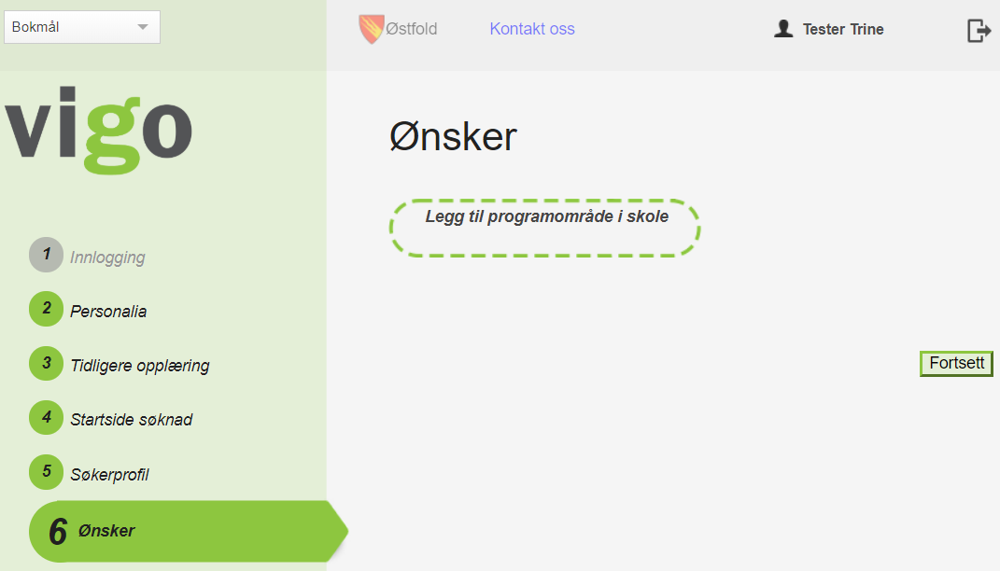 Bokmål
Østfold
Kontakt oss
Tester Trine
vigo
Ønsker
Legg til programområde i skole
1 Innlogging
2 Personalia
3 Tidligere opplæring
Fortsett
4 Startside søknad
5 Søkerprofil
6 Ønsker